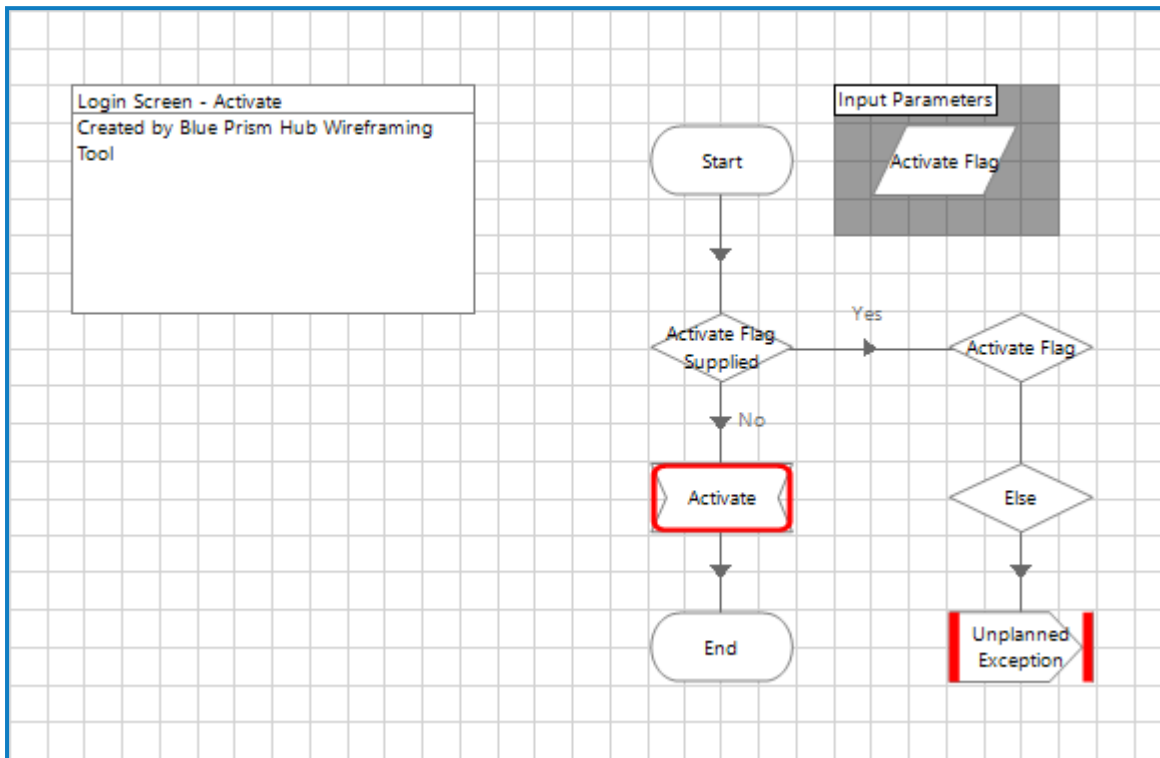 Login Screen - Activate
Created by Blue Prism Hub Wireframing
Tool
Input Parameters
Start
Activate Flag
Yes
Activate Flag
Supplied
Activate Flag
No
Activate
Else
End
Unplanned
Exception